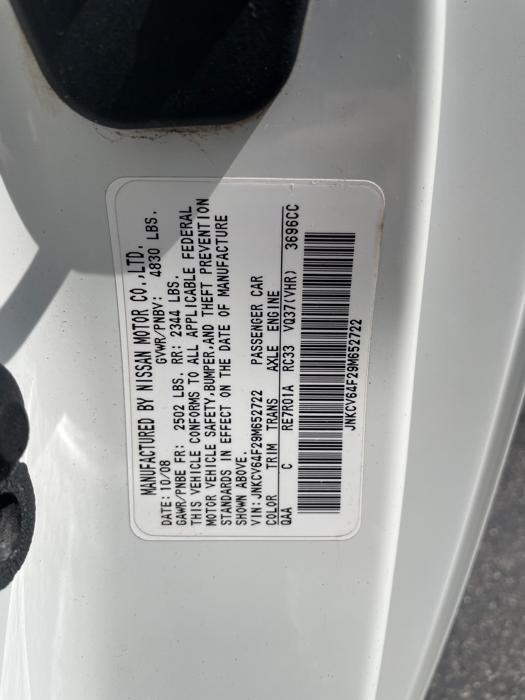 MANUFACTURED BY NISSAN MOTOR CO.,LTD.
DATE: 10/08 GVWR/PNBV: 4830 LBS.
GAWR/PNBE FR: 2502 LBS. RR: 2344 LBS.
THIS VEHICLE CONFORMS TO ALL APPLICABLE FEDERAL
MOTOR VEHICLE SAFETY,BUMPER,AND THEFT PREVENTION
STANDARDS IN EFFECT ON THE DATE OF MANUFACTURE
SHOWN ABOVE.
VIN: JNKCV64F29M652722 PASSENGER CAR
COLOR TRIM TRANS AXLE ENGINE
QAA C RE7R01A RC33 VQ37(VHR) 3696CC
JNKCV64F29M652722